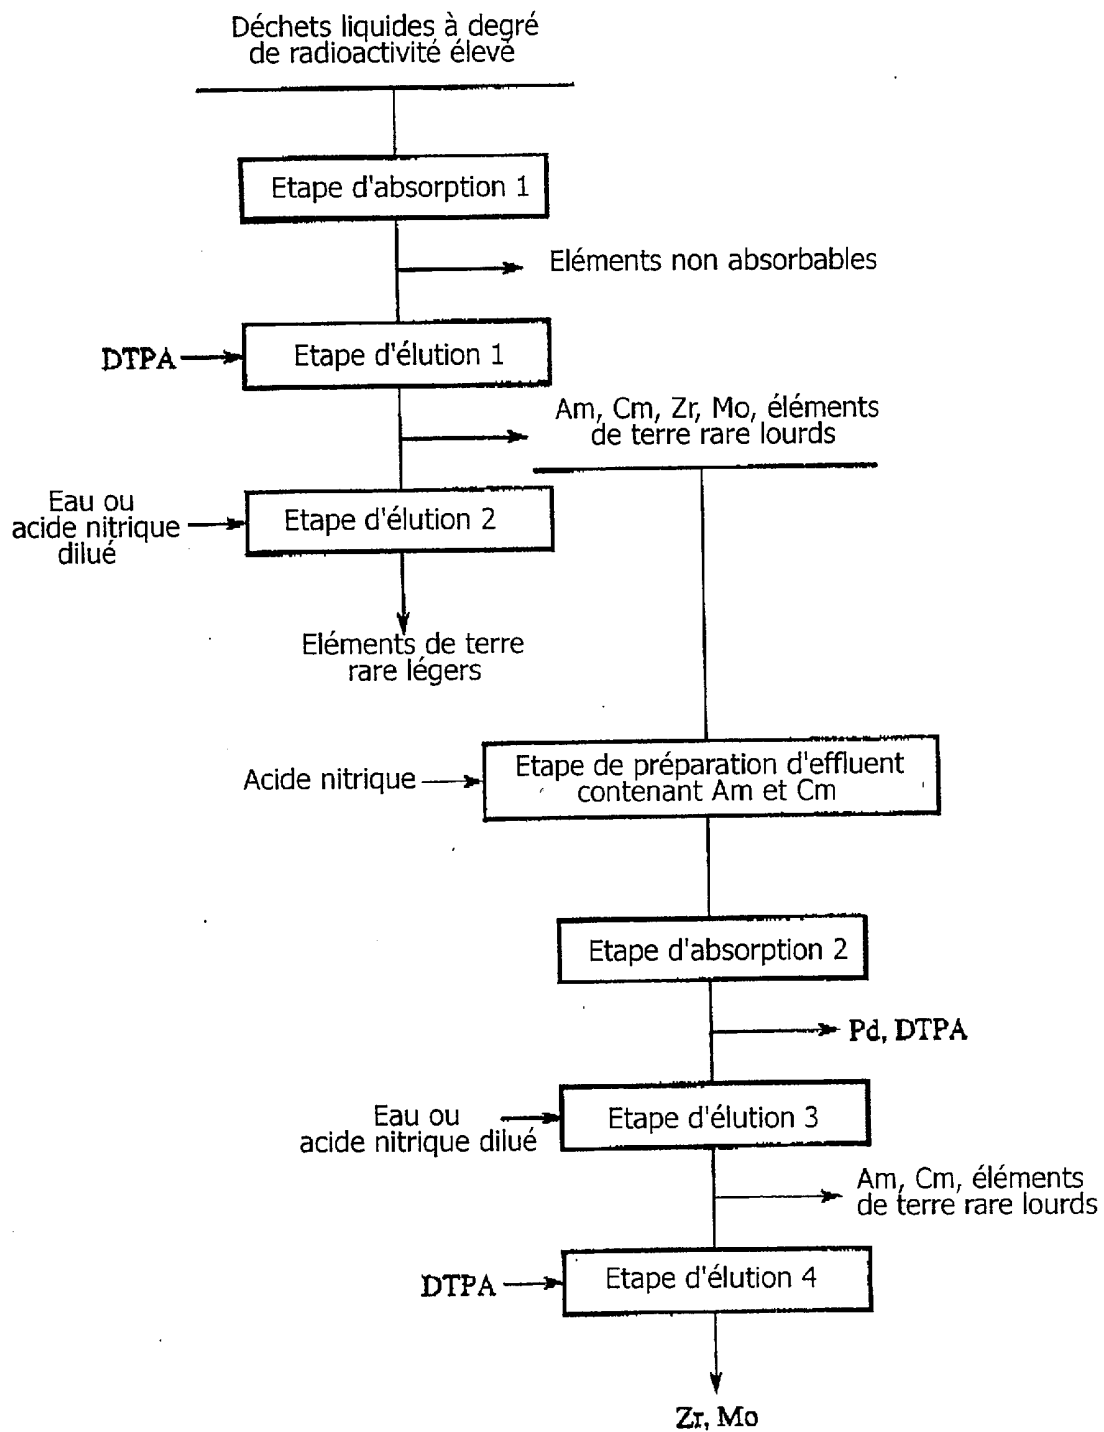 Déchets liquides à degré
de radioactivité élevé
Etape d'absorption 1
Eléments non absorbables
DTPA
Etape d'élution 1
Am, Cm, Zr, Mo, éléments
de terre rare lourds
Eau ou
acide nitrique
dilué
Etape d'élution 2
Eléments de terre
rare légers
Acide nitrique
Etape de préparation d'effluent
contenant Am et Cm
Etape d'absorption 2
Pd, DTPA
Eau ou
acide nitrique dilué
Etape d'élution 3
Am, Cm, éléments
de terre rare lourds
DTPA
Etape d'élution 4
Zr, Mo